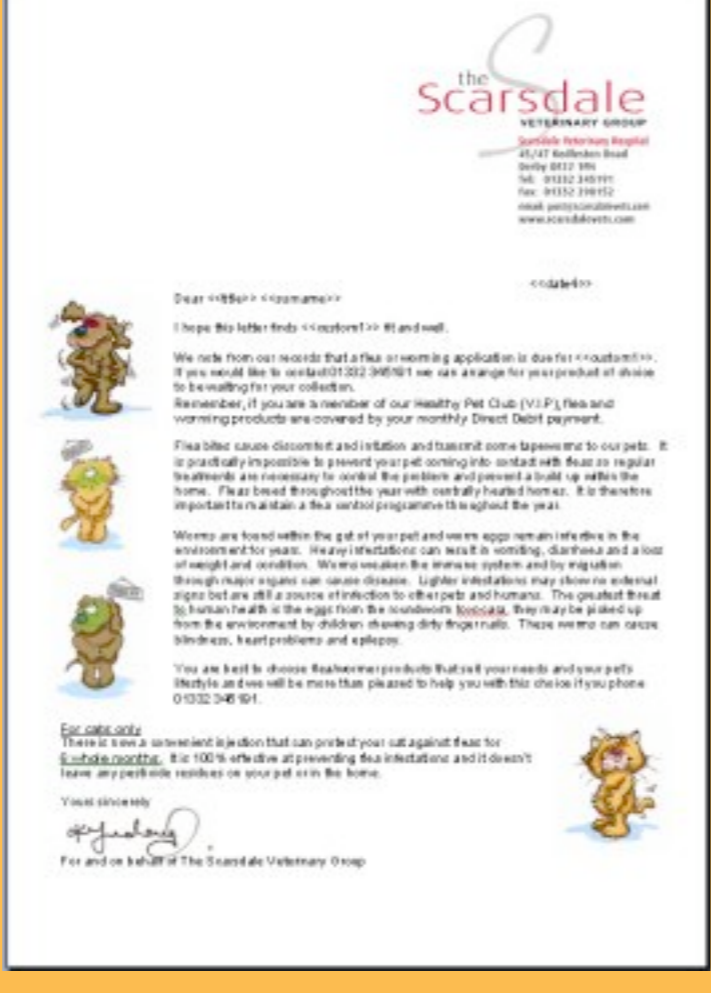 the
Scarsdale
VETERINARY GROUP
Scarsdale Veterinary Hospital
45/47 Kedleston Road
Derby
Tel: 01332 345191
Fax:
www.scarsdalevets.com
<<date4>>
Dear <<title>> <<surname>>
I hope this letter finds <<custom1>> fit and well.
We note from our records that a flea or worming application is due for <<custom1>>.
If you would like to contact 01332 345191 we can arrange for your product of choice
to be waiting for your collection.
Remember, if you are a member of our Healthy Pet Club (V.I.P), flea and
worming products are covered by your monthly Direct Debit payment.
Flea bites cause discomfort and irritation and transmit some tapeworms to our pets. It
is practically impossible to prevent your pet coming into contact with fleas so regular
treatments are necessary to control the problem and prevent a build up within the
home. Fleas breed throughout the year with centrally heated homes. It is therefore
important to maintain a flea control programme throughout the year.
Worms are found within the gut of your pet and worm eggs remain infective in the
environment for years. Heavy infestations can result in vomiting, diarrhoea and a loss
of weight and condition. Worms weaken the immune system and by migration
through major organs can cause disease. Lighter infestations may show no external
signs but are still a source of infection to other pets and humans. The greatest threat
to human health is the eggs from the roundworm toxocara, they may be picked up
from the environment by children chewing dirty fingernails. These worms can cause
blindness, heart problems and epilepsy.
You are best to choose flea/wormer products that suit your needs and your pet's
lifestyle and we will be more than pleased to help you with this choice if you phone
01332 345191.
For cats only
There is now a convenient injection that can protect your cat against fleas for
6 whole months. It is 100% effective at preventing flea infestations and it doesn't
leave any pesticide residues on your pet or in the home.
Yours sincerely
For and on behalf of The Scarsdale Veterinary Group